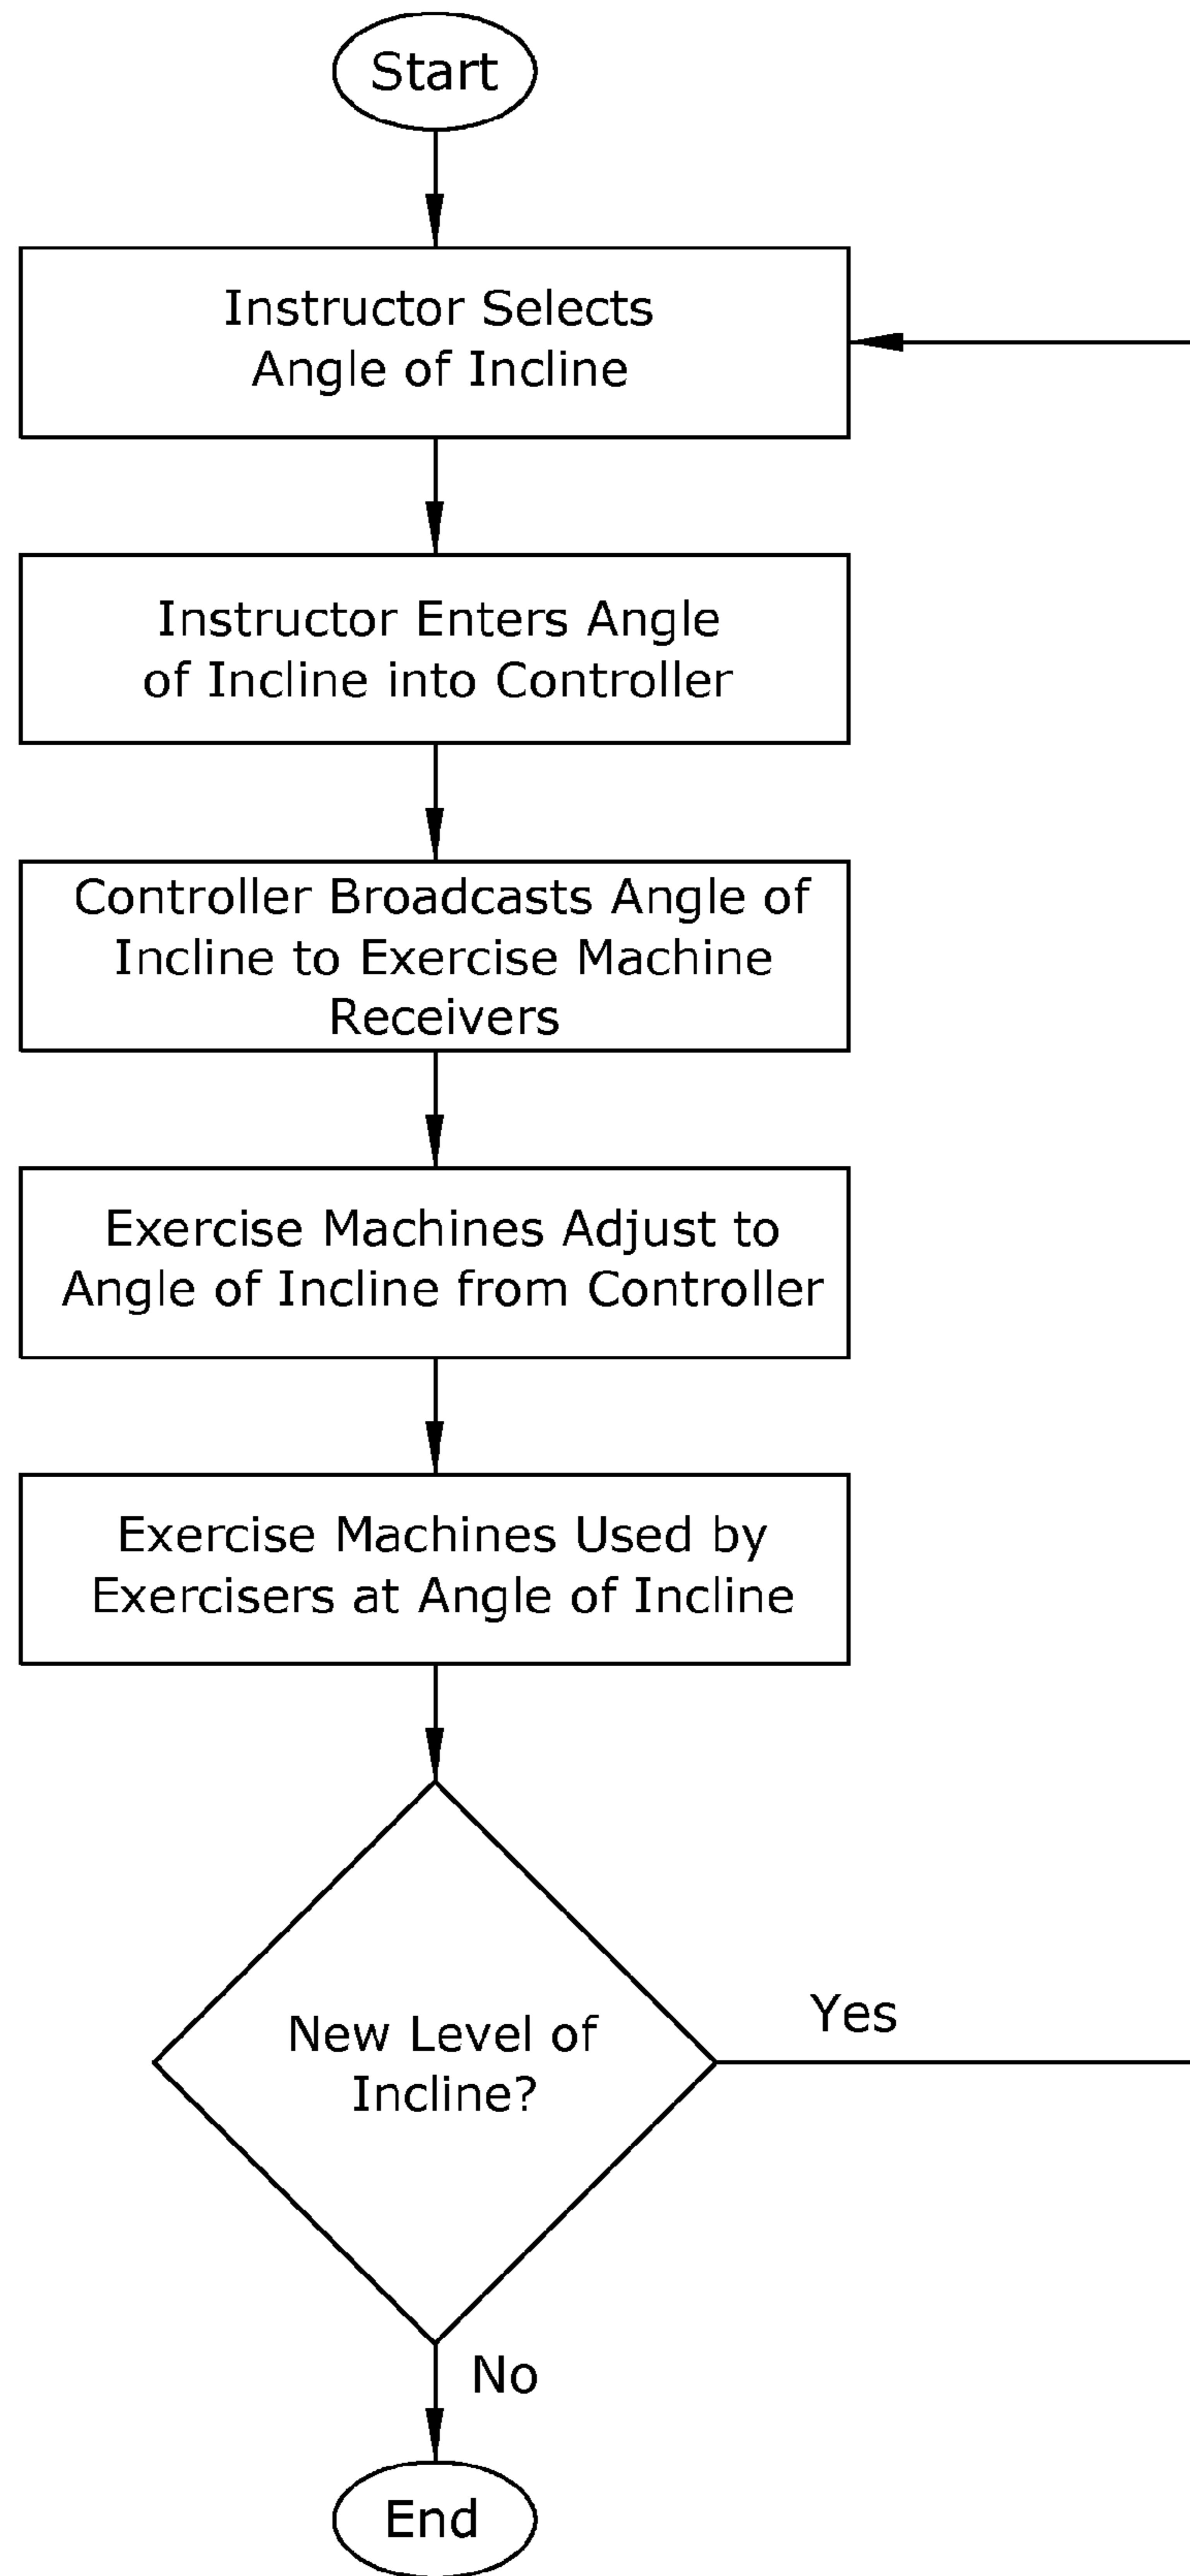 Start
Instructor Selects
Angle of Incline
Instructor Enters Angle
of Incline into Controller
Controller Broadcasts Angle of
Incline to Exercise Machine
Receivers
Exercise Machines Adjust to
Angle of Incline from Controller
Exercise Machines Used by
Exercisers at Angle of Incline
New Level of
Incline?
Yes
No
End